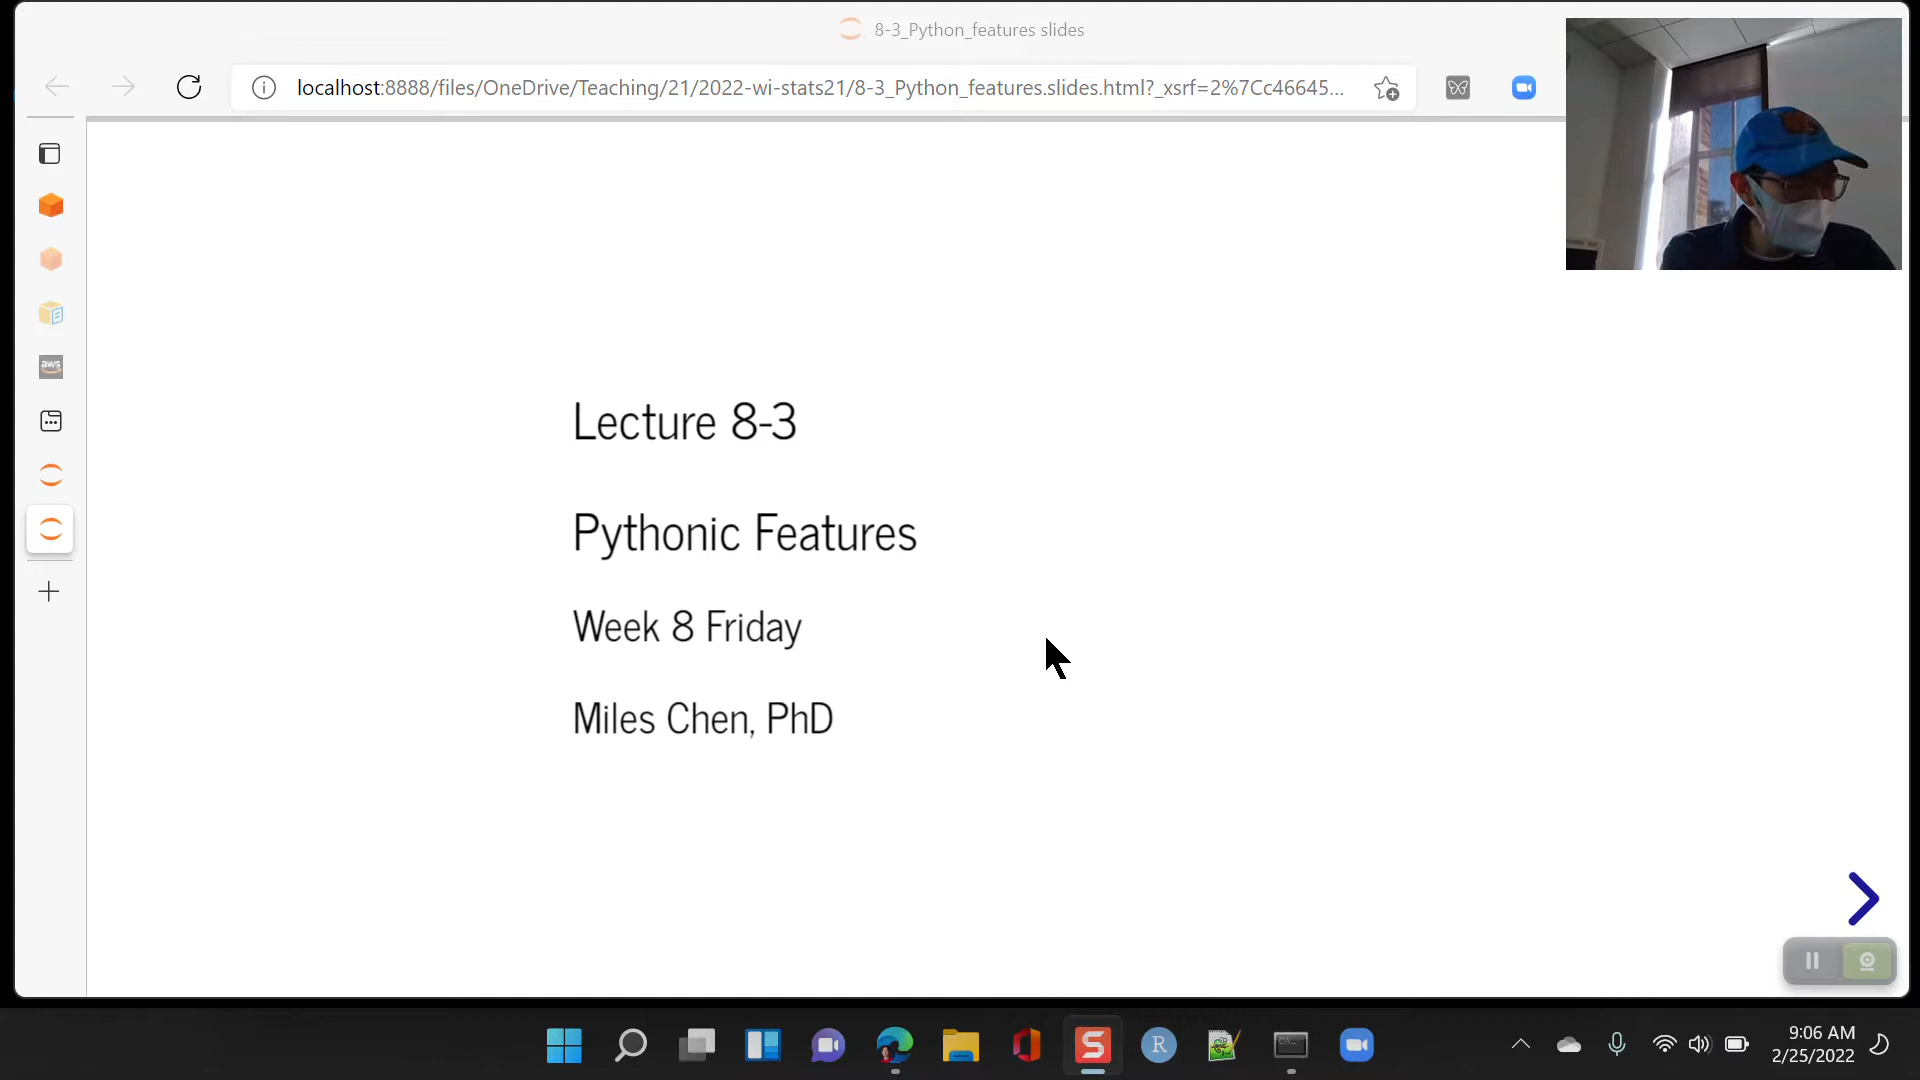 8-3_Python_features slides
localhost:8888/files/OneDrive/Teaching/21/2022-wi-stats21/8-3_Python_features.slides.html?_xsrf=2%7Cc46645...
aws
Lecture 8-3
Pythonic Features
Week 8 Friday
Miles Chen, PhD
S
R
9:06 AM
2/25/2022